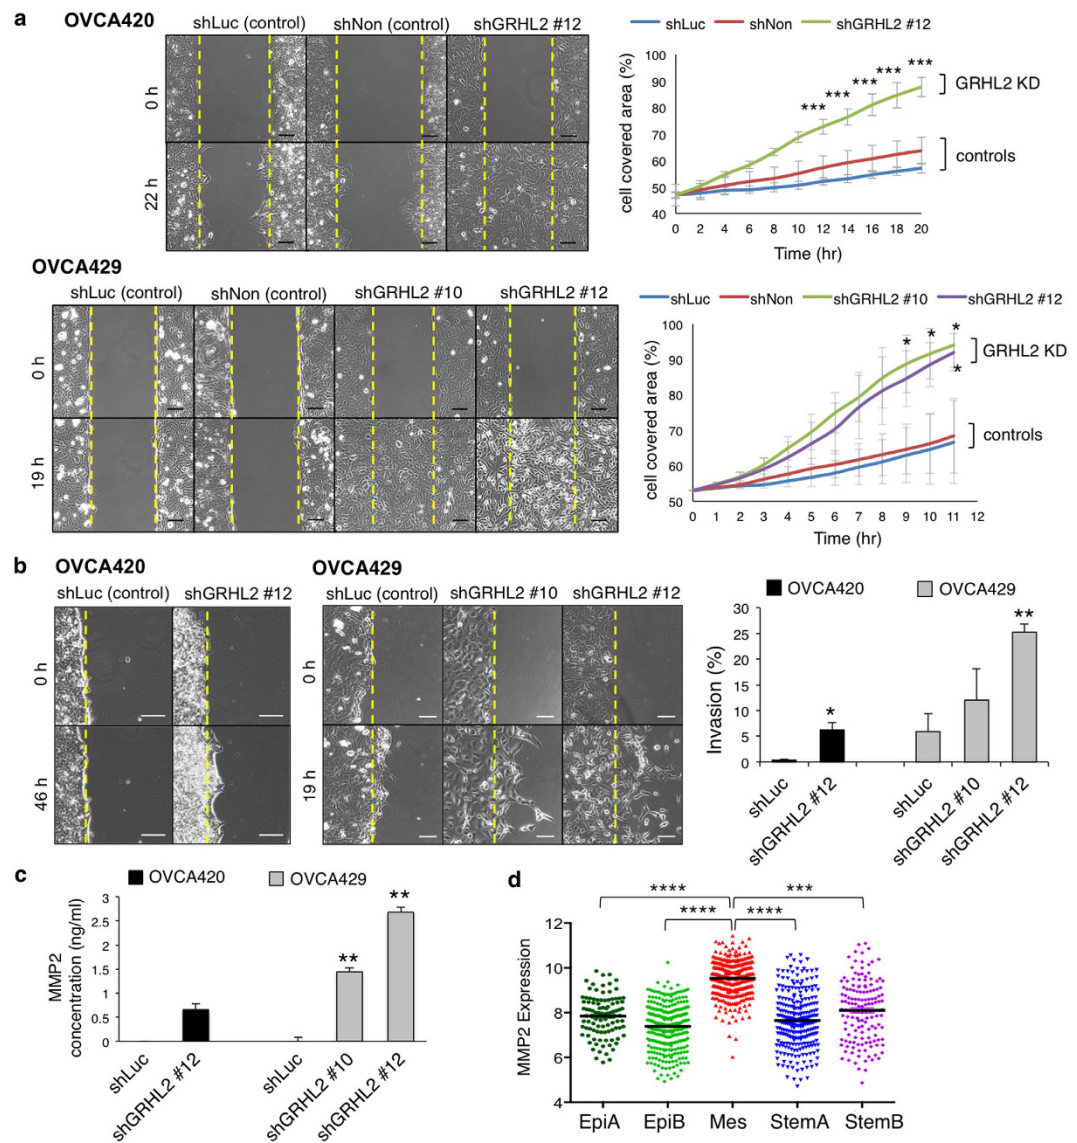 a
OVCA420
shLuc (control) shNon (control) shGRHL2 #12
0 h
22 h
shLuc shNon shGRHL2 #12
cell covered area (%)
100
90
80
70
60
50
40
*** *** *** *** ***
GRHL2 KD
controls
0 2 4 6 8 10 12 14 16 18 20
Time (hr)
OVCA429
shLuc (control) shNon (control) shGRHL2 #10 shGRHL2 #12
0 h
19 h
shLuc shNon shGRHL2 #10 shGRHL2 #12
cell covered area (%)
100
90
80
70
60
50
* * *
*
GRHL2 KD
controls
0 1 2 3 4 5 6 7 8 9 10 11 12
Time (hr)
b
OVCA420
shLuc (control) shGRHL2 #12
0 h
46 h
OVCA429
shLuc (control) shGRHL2 #10 shGRHL2 #12
0 h
19 h
OVCA420 OVCA429
Invasion (%)
30
25
20
15
10
5
0
* **
shLuc shGRHL2 #12 shLuc shGRHL2 #10 shGRHL2 #12
c
OVCA420 OVCA429
MMP2
concentration (ng/ml)
3
2.5
2
1.5
1
0.5
0
** **
shLuc shGRHL2 #12 shLuc shGRHL2 #10 shGRHL2 #12
d
**** ***
**** ****
MMP2 Expression
12
10
8
6
4
EpiA EpiB Mes StemA StemB